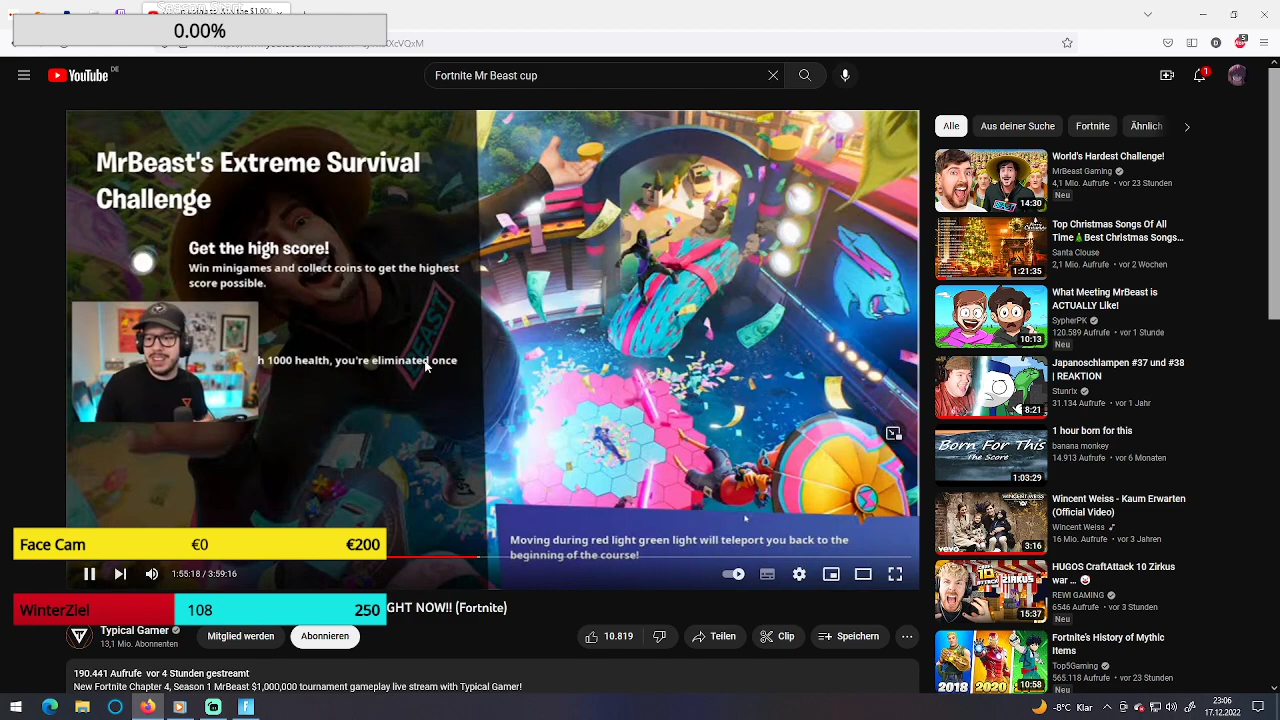 0.00%
XeVQxM
YouTube DE
Fortnite Mr Beast cup
1
5
MrBeast's Extreme Survival
Challenge
Get the high score!
Win minigames and collect coins to get the highest
score possible.
h 1000 health, you're eliminated once
Moving during red light green light will teleport you back to the
beginning of the course!
Face Cam €0 €200
1:55:18 / 3:59:16
WinterZiel 108 250
GHT NOW!! (Fortnite)
Typical Gamer
13,1 Mio. Abonnenten
Mitglied werden
Abonnieren
10.819
Teilen
Clip
190.441 Aufrufe vor 4 Stunden gestreamt
New Fortnite Chapter 4, Season 1 MrBeast $1,000,000 tournament gameplay live stream with Typical Gamer!
Alle
Aus deiner Suche
Fortnite
Ähnlich
14:30
World's Hardest Challenge!
MrBeast Gaming
4,1 Mio. Aufrufe • vor 23 Stunden
Neu
1:21:35
Top Christmas Songs Of All
Time🎄Best Christmas Songs...
Santa Clouse
2,1 Mio. Aufrufe • vor 2 Wochen
10:13
What Meeting MrBeast is
ACTUALLY Like!
SypherPK
120.589 Aufrufe • vor 1 Stunde
Neu
8:21
Japanoschlampen #37 und #38
| REAKTION
Stunrix
31.134 Aufrufe • vor 1 Jahr
BORN FOR THIS
THE SCORE
1:03:29
1 hour born for this
banana monkey
14.913 Aufrufe • vor 6 Monaten
3:16
Wincent Weiss - Kaum Erwarten
(Official Video)
Wincent Weiss
16 Mio. Aufrufe • vor 3 Jahren
ATTACKIERT
ZIRKUS
15:37
HUGS ATTACK 10 Zirkus
war ...
REWI GAMING
6546 Aufrufe • vor 3 Stunden
Neu
2018
2020
10:58
Fortnite's History of Mythic
Items
Top5Gaming
565.118 Aufrufe • vor 23 Stunden
Neu
23:06
17.12.2022